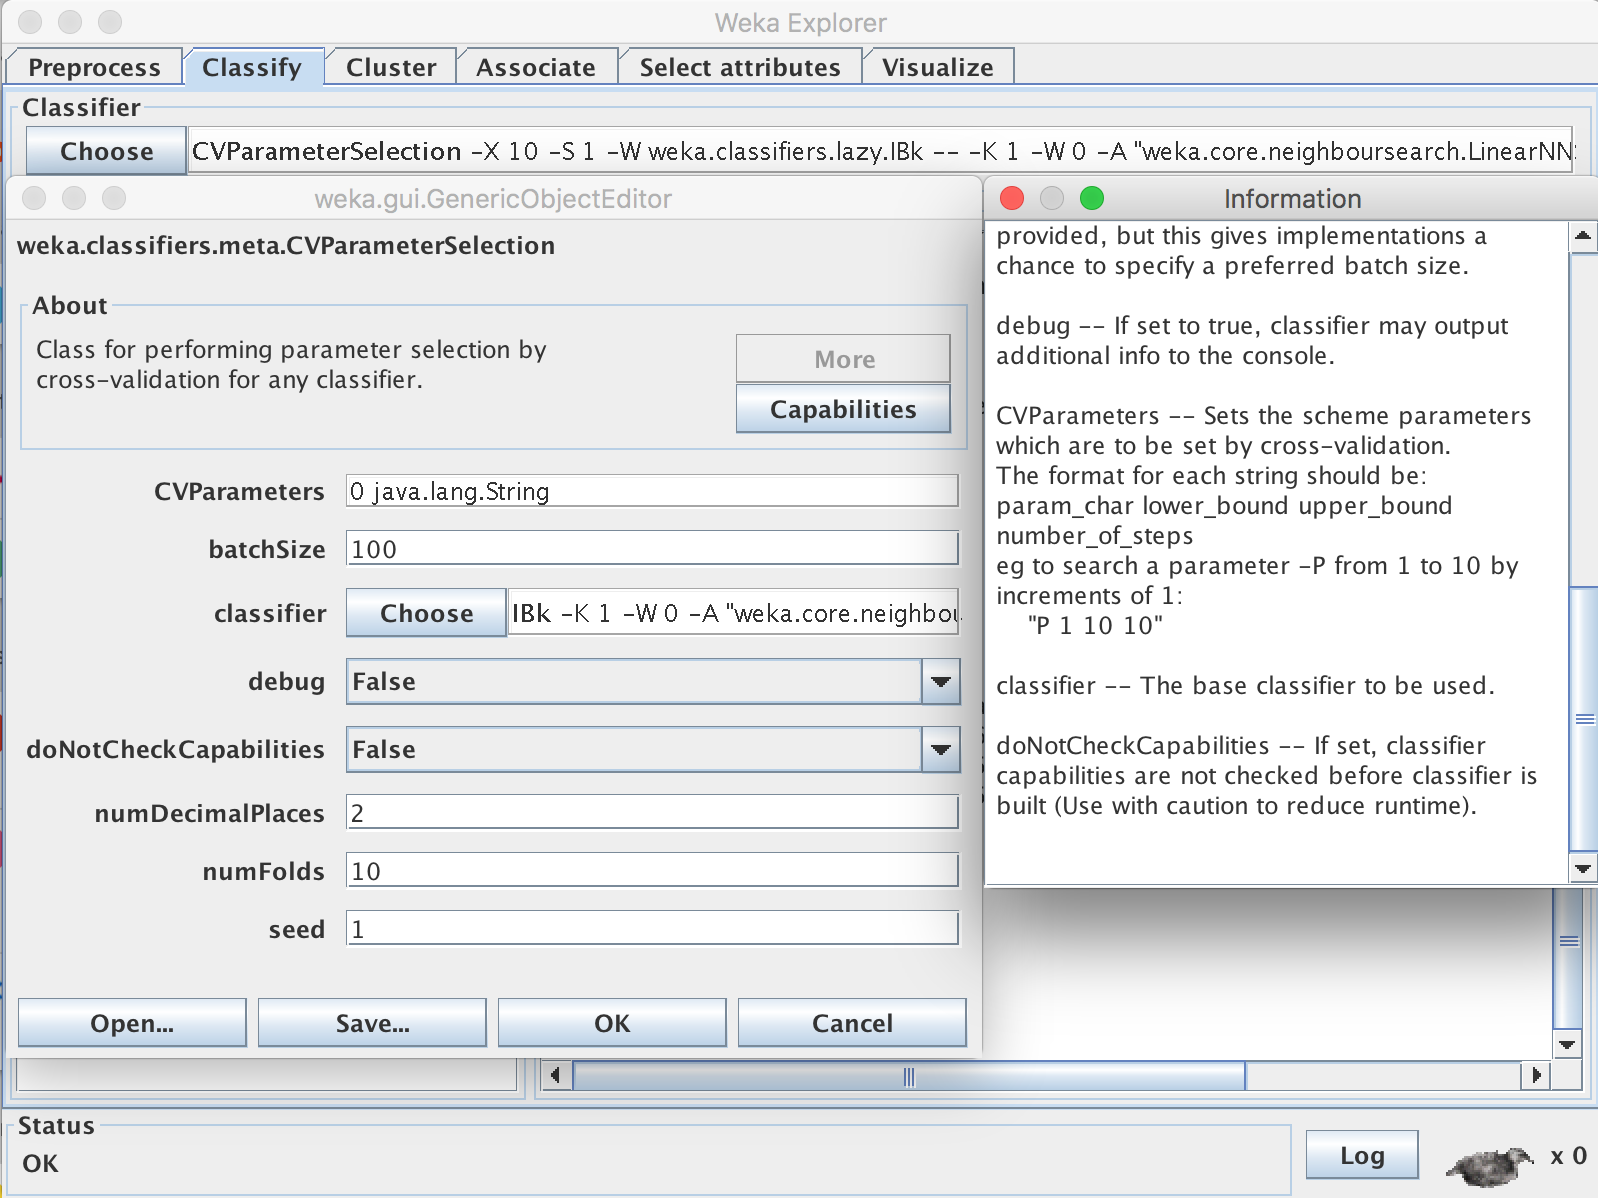 Weka Explorer
Preprocess Classify Cluster Associate Select attributes Visualize
Classifier
Choose CVParameterSelection -X 10 -S 1 -W weka.classifiers.lazy.IBk -- -K 1 -W 0 -A "weka.core.neighboursearch.LinearNN
weka.gui.GenericObjectEditor
weka.classifiers.meta.CVParameterSelection
About
Class for performing parameter selection by
cross-validation for any classifier.
More
Capabilities
CVParameters 0 java.lang.String
batchSize 100
classifier Choose IBk -K 1 -W 0 -A "weka.core.neighbou
debug False
doNotCheckCapabilities False
numDecimalPlaces 2
numFolds 10
seed 1
Open... Save... OK Cancel
Information
provided, but this gives implementations a
chance to specify a preferred batch size.
debug -- If set to true, classifier may output
additional info to the console.
CVParameters -- Sets the scheme parameters
which are to be set by cross-validation.
The format for each string should be:
param_char lower_bound upper_bound
number_of_steps
eg to search a parameter -P from 1 to 10 by
increments of 1:
"P 1 10 10"
classifier -- The base classifier to be used.
doNotCheckCapabilities -- If set, classifier
capabilities are not checked before classifier is
built (Use with caution to reduce runtime).
Status
OK
Log x 0